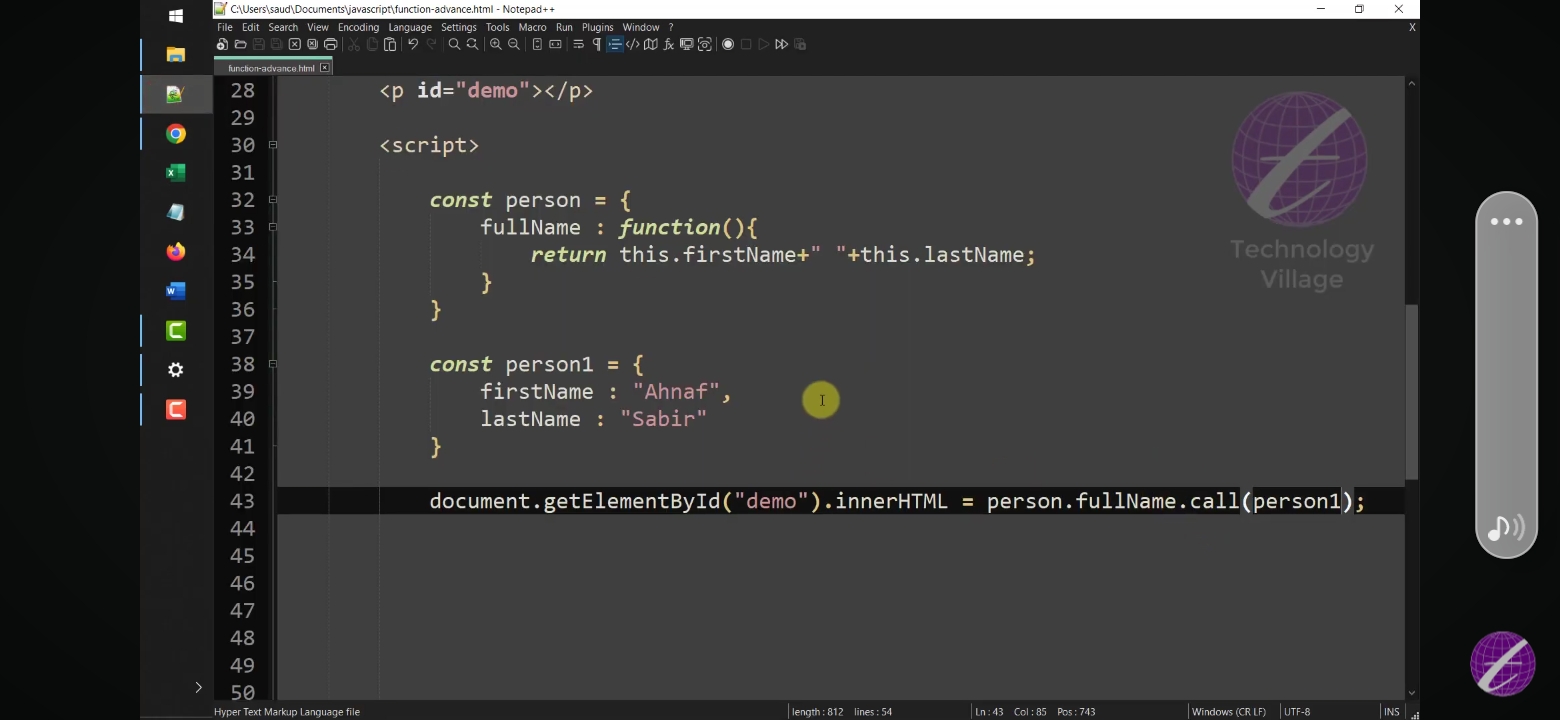 C:\Users\saud\Documents\javascript\function-advance.html - Notepad++
File Edit Search View Encoding Language Settings Tools Macro Run Plugins Window ? X
function-advance.html
28 <p id="demo"></p>
29
30 <script>
31
32 const person = {
33 fullName : function(){
34 return this.firstName+" "+this.lastName;
35 }
36 }
37
38 const person1 = {
39 firstName : "Ahnaf",
40 lastName : "Sabir"
41 }
42
43 document.getElementById("demo").innerHTML = person.fullName.call(person1);
44
45
46
47
48
49
50
Technology
Village
Hyper Text Markup Language file length : 812 lines : 54 Ln : 43 Col : 85 Pos : 743 Windows (CR LF) UTF-8 INS